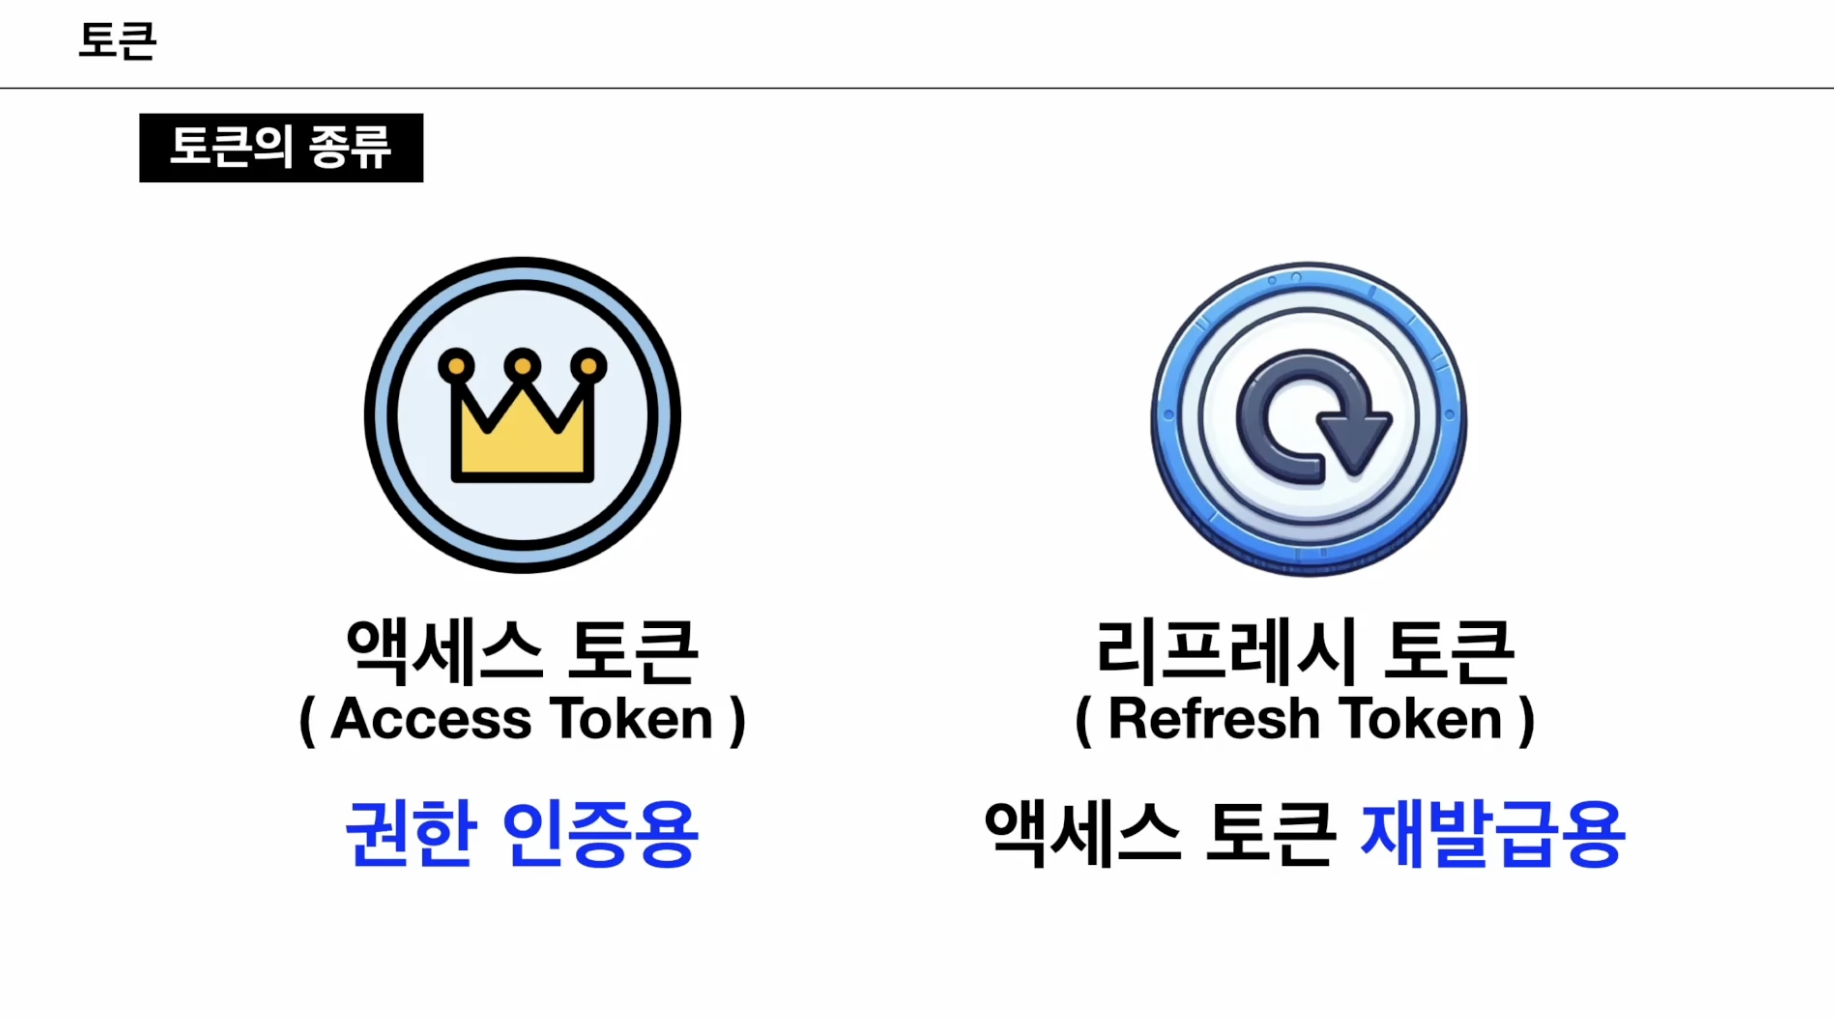 토큰
토큰의 종류
액세스 토큰
( Access Token )
권한 인증용
리프레시 토큰
( Refresh Token )
액세스 토큰 재발급용